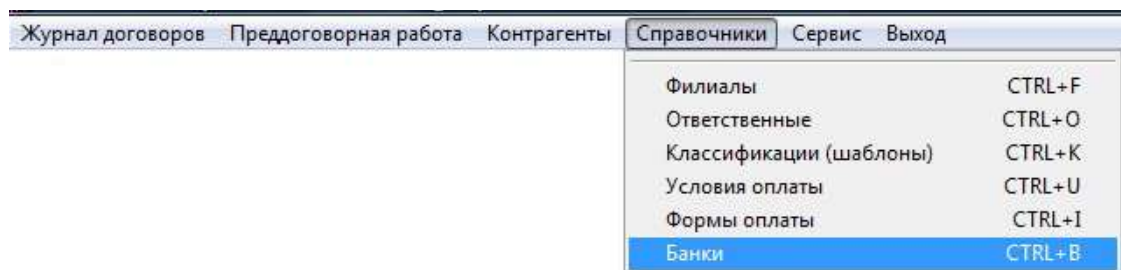 Журнал договоров Преддоговорная работа Контрагенты Справочники Сервис Выход
Филиалы CTRL+F
Ответственные CTRL+O
Классификации (шаблоны) CTRL+K
Условия оплаты CTRL+U
Формы оплаты CTRL+I
Банки CTRL+B